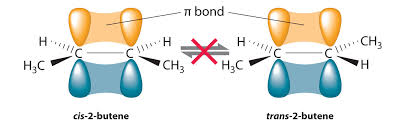 π bond
H H H CH₃
C C C C
H₃C CH₃ H₃C H
cis-2-butene trans-2-butene